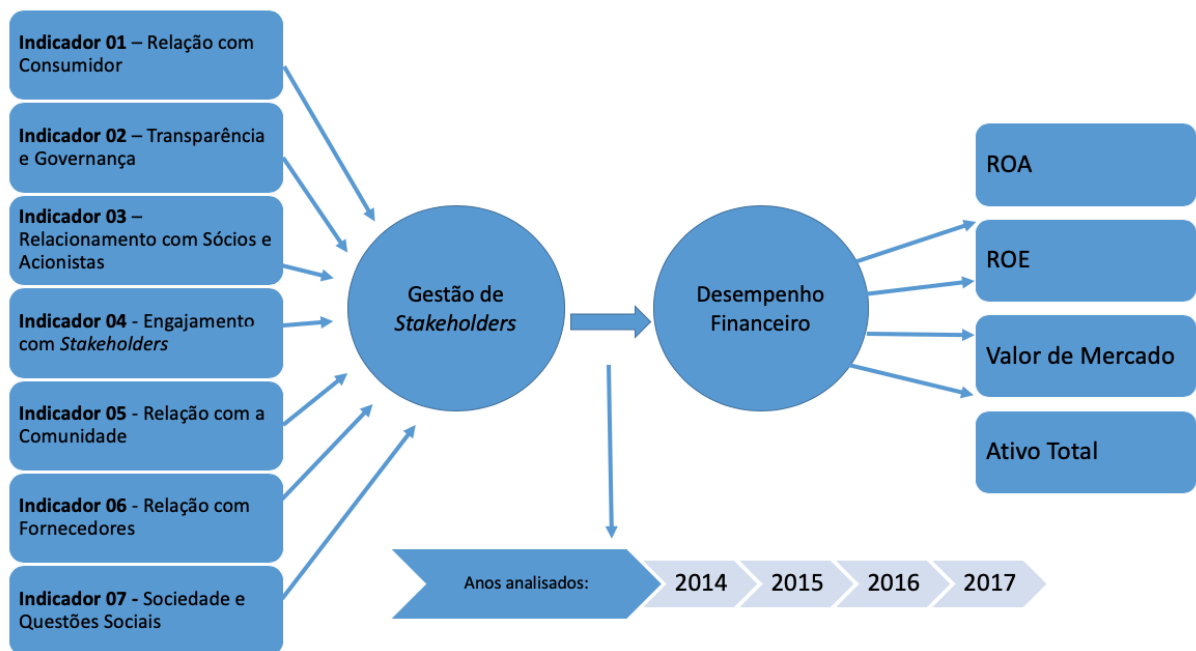 Indicador 01 – Relação com
Consumidor
Indicador 02 – Transparência
e Governança
Indicador 03 –
Relacionamento com Sócios e
Acionistas
Indicador 04 - Engajamento
com Stakeholders
Indicador 05 - Relação com a
Comunidade
Indicador 06 - Relação com
Fornecedores
Indicador 07 - Sociedade e
Questões Sociais
Gestão de
Stakeholders
Desempenho
Financeiro
ROA
ROE
Valor de Mercado
Ativo Total
Anos analisados:
2014
2015
2016
2017